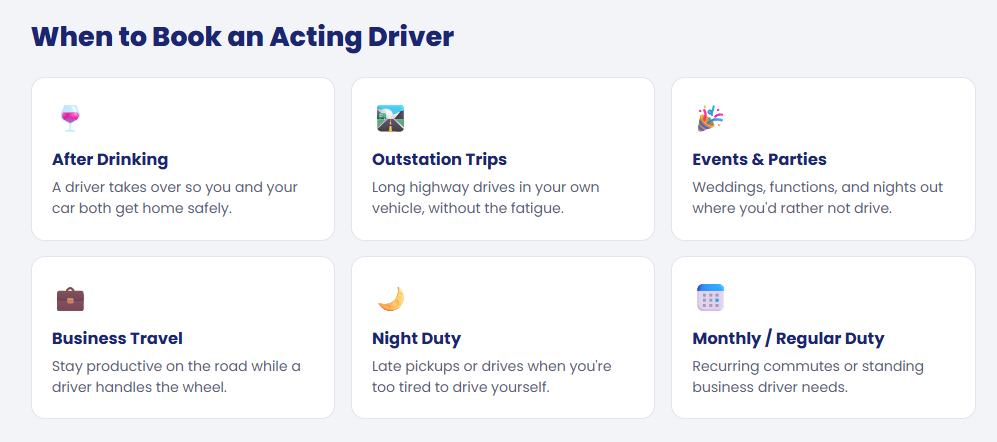 When to Book an Acting Driver
After Drinking
A driver takes over so you and your
car both get home safely.
Outstation Trips
Long highway drives in your own
vehicle, without the fatigue.
Events & Parties
Weddings, functions, and nights out
where you'd rather not drive.
Business Travel
Stay productive on the road while a
driver handles the wheel.
Night Duty
Late pickups or drives when you're
too tired to drive yourself.
Monthly / Regular Duty
Recurring commutes or standing
business driver needs.